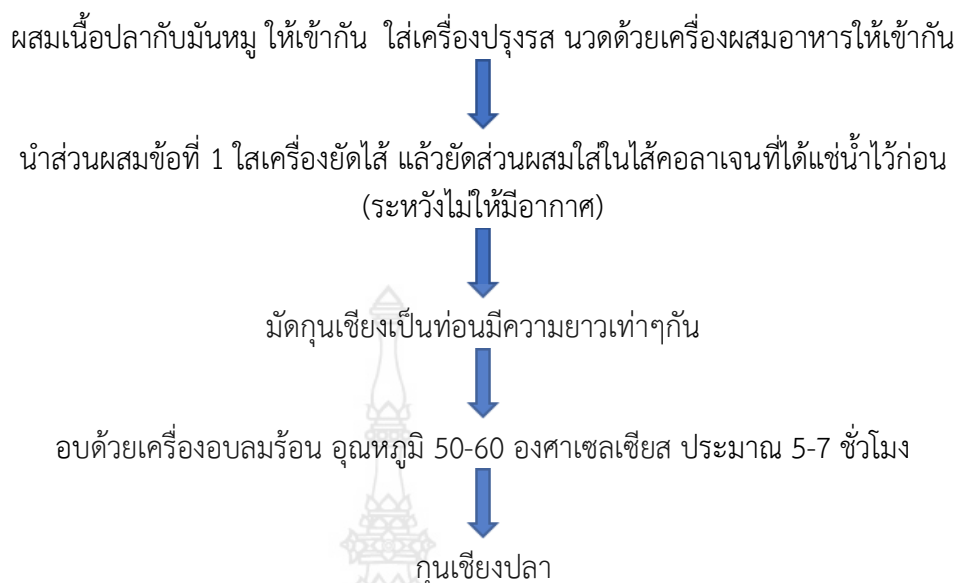 ผสมเนื้อปลากับมันหมู ให้เข้ากัน ใส่เครื่องปรุงรส นวดด้วยเครื่องผสมอาหารให้เข้ากัน
นำส่วนผสมข้อที่ 1 ใสเครื่องยัดไส้ แล้วยัดส่วนผสมใส่ในไส้คอลาเจนที่ได้แช่น้ำไว้ก่อน
(ระหวังไม่ให้มีอากาศ)
มัดกุนเชียงเป็นท่อนมีความยาวเท่าๆกัน
อบด้วยเครื่องอบลมร้อน อุณหภูมิ 50-60 องศาเซลเซียส ประมาณ 5-7 ชั่วโมง
กุนเชียงปลา